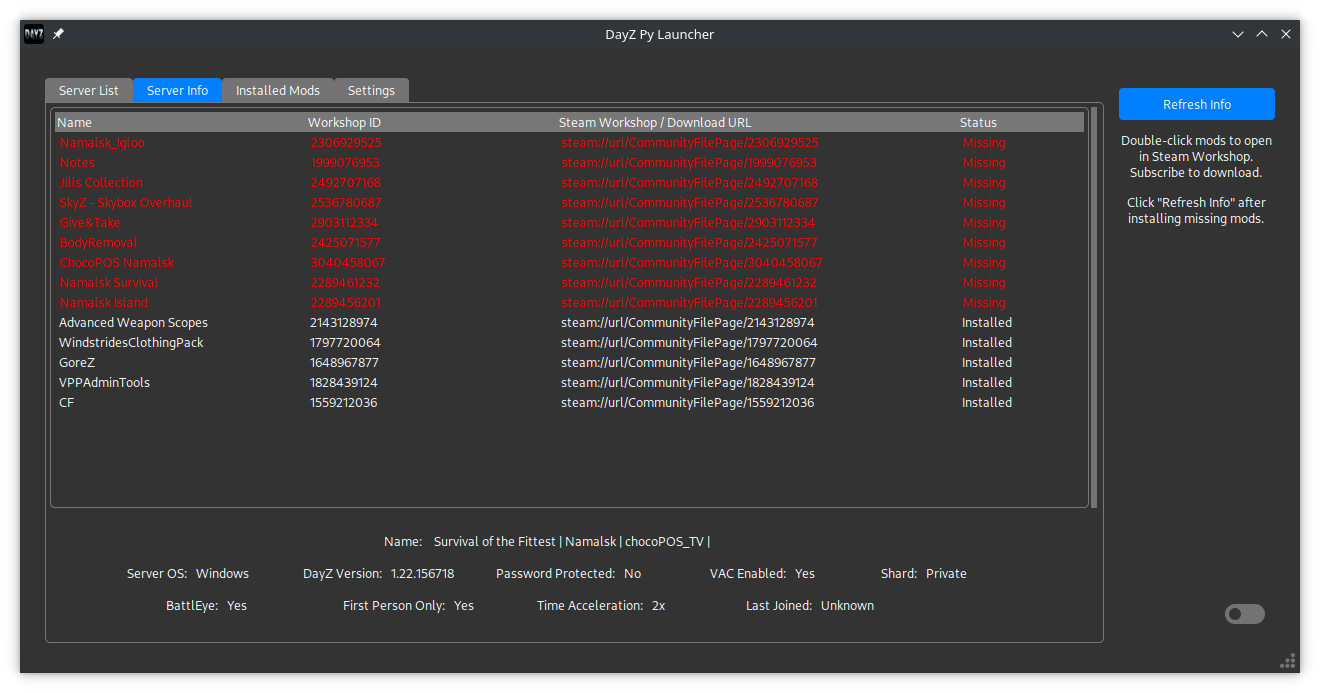 DAYZ
DayZ Py Launcher
Server List Server Info Installed Mods Settings
Name Workshop ID Steam Workshop / Download URL Status
Namalsk_Igloo 2306929525 steam://url/CommunityFilePage/2306929525 Missing
Notes 1999076953 steam://url/CommunityFilePage/1999076953 Missing
Jills Collection 2492707168 steam://url/CommunityFilePage/2492707168 Missing
SkyZ - Skybox Overhaul 2536780687 steam://url/CommunityFilePage/2536780687 Missing
Give&Take 2903112334 steam://url/CommunityFilePage/2903112334 Missing
BodyRemoval 2425071577 steam://url/CommunityFilePage/2425071577 Missing
ChocoPOS Namalsk 3040458067 steam://url/CommunityFilePage/3040458067 Missing
Namalsk Survival 2289461232 steam://url/CommunityFilePage/2289461232 Missing
Namalsk Island 2289456201 steam://url/CommunityFilePage/2289456201 Missing
Advanced Weapon Scopes 2143128974 steam://url/CommunityFilePage/2143128974 Installed
WindstridesClothingPack 1797720064 steam://url/CommunityFilePage/1797720064 Installed
GoreZ 1648967877 steam://url/CommunityFilePage/1648967877 Installed
VPPAdminTools 1828439124 steam://url/CommunityFilePage/1828439124 Installed
CF 1559212036 steam://url/CommunityFilePage/1559212036 Installed
Name: Survival of the Fittest | Namalsk | chocoPOS_TV |
Server OS: Windows DayZ Version: 1.22.156718 Password Protected: No VAC Enabled: Yes Shard: Private
BattlEye: Yes First Person Only: Yes Time Acceleration: 2x Last Joined: Unknown
Refresh Info
Double-click mods to open
in Steam Workshop.
Subscribe to download.
Click "Refresh Info" after
installing missing mods.